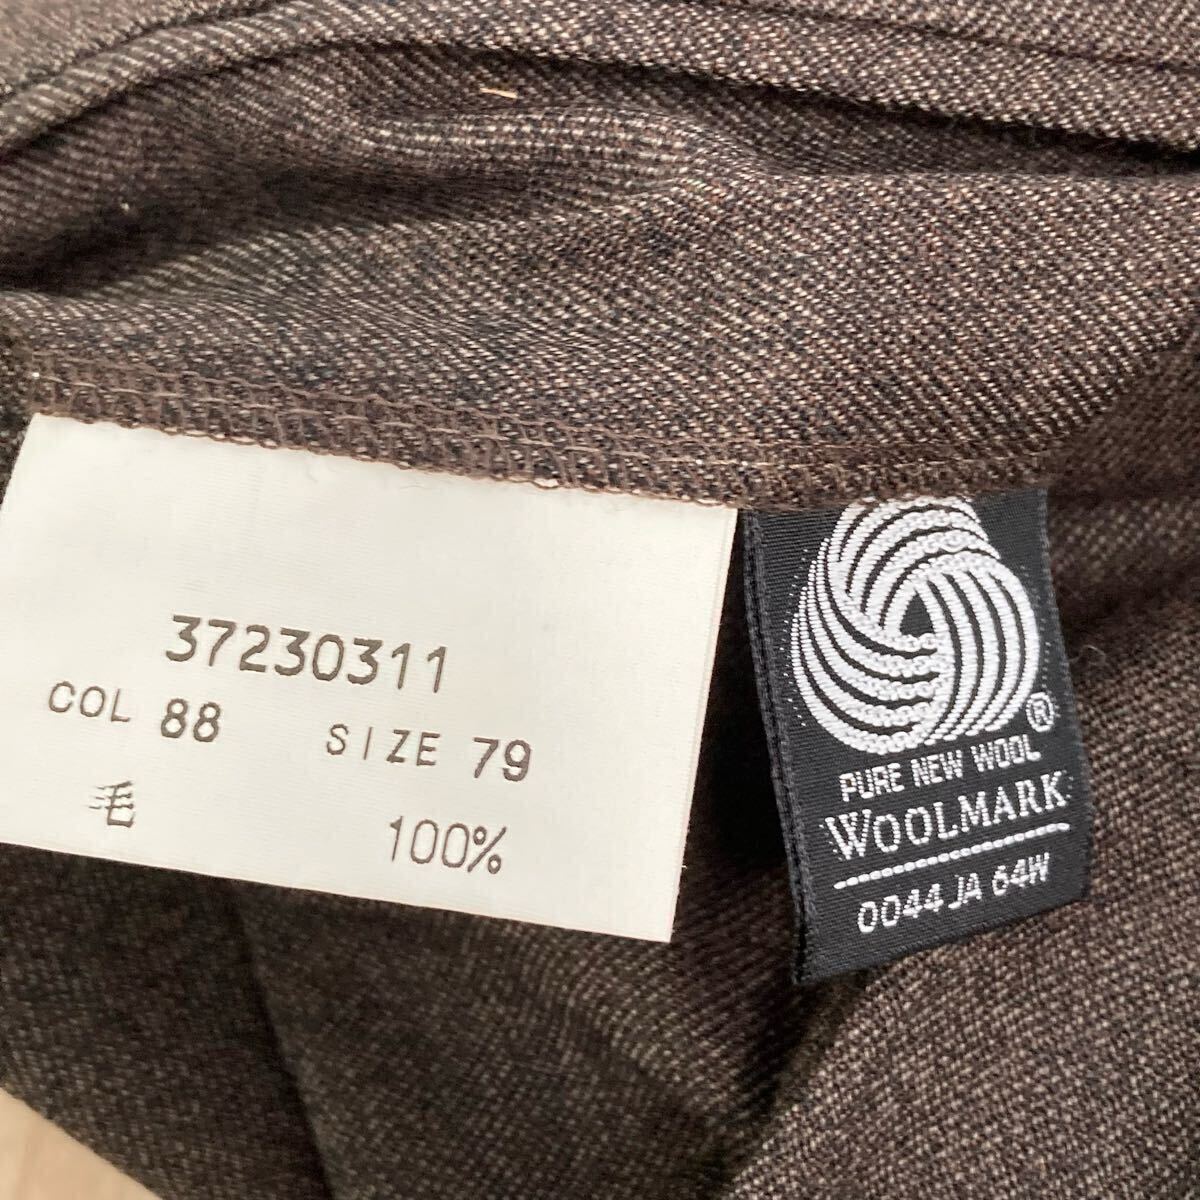 37230311
COL 88 SIZE 79
毛 100%
®
PURE NEW WOOL
WOOLMARK
0044 JA 64W